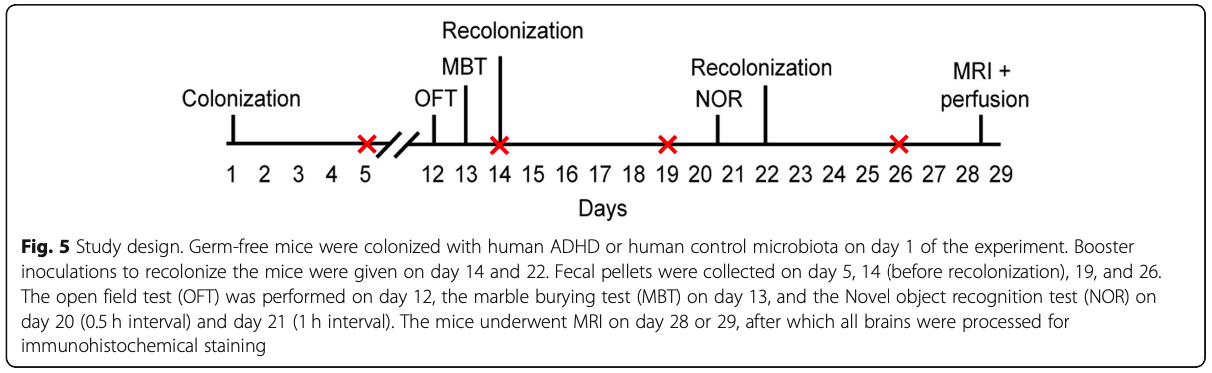 Recolonization
MBT
Recolonization
MRI +
Colonization
OFT
NOR
perfusion
1 2 3 4 5 12 13 14 15 16 17 18 19 20 21 22 23 24 25 26 27 28 29
Days
Fig. 5 Study design. Germ-free mice were colonized with human ADHD or human control microbiota on day 1 of the experiment. Booster
inoculations to recolonize the mice were given on day 14 and 22. Fecal pellets were collected on day 5, 14 (before recolonization), 19, and 26.
The open field test (OFT) was performed on day 12, the marble burying test (MBT) on day 13, and the Novel object recognition test (NOR) on
day 20 (0.5 h interval) and day 21 (1 h interval). The mice underwent MRI on day 28 or 29, after which all brains were processed for
immunohistochemical staining